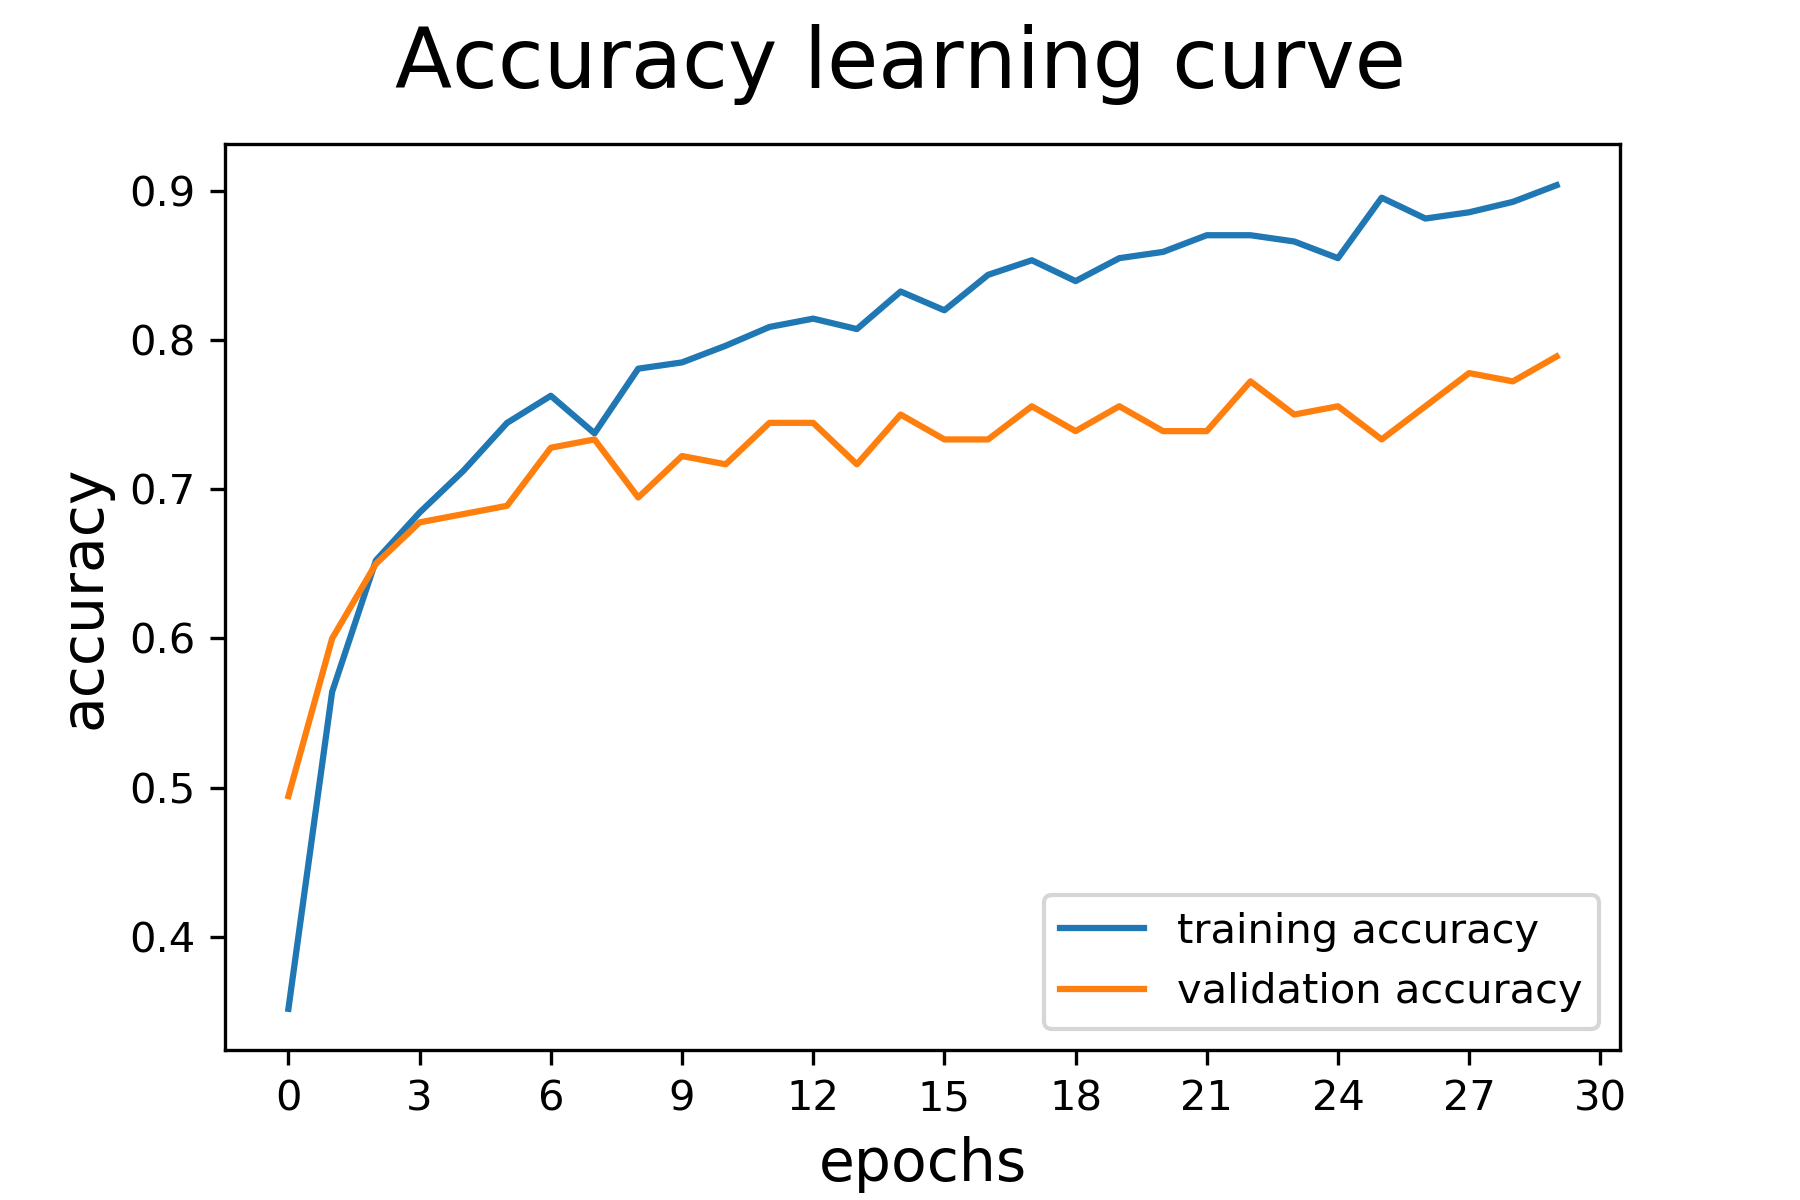 Accuracy learning curve
0.9
0.8
0.7
0.6
0.5
0.4
accuracy
training accuracy
validation accuracy
0 3 6 9 12 15 18 21 24 27 30
epochs